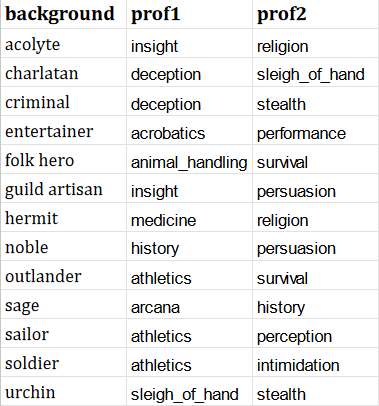 background prof1 prof2
acolyte insight religion
charlatan deception sleigh_of_hand
criminal deception stealth
entertainer acrobatics performance
folk hero animal_handling survival
guild artisan insight persuasion
hermit medicine religion
noble history persuasion
outlander athletics survival
sage arcana history
sailor athletics perception
soldier athletics intimidation
urchin sleigh_of_hand stealth